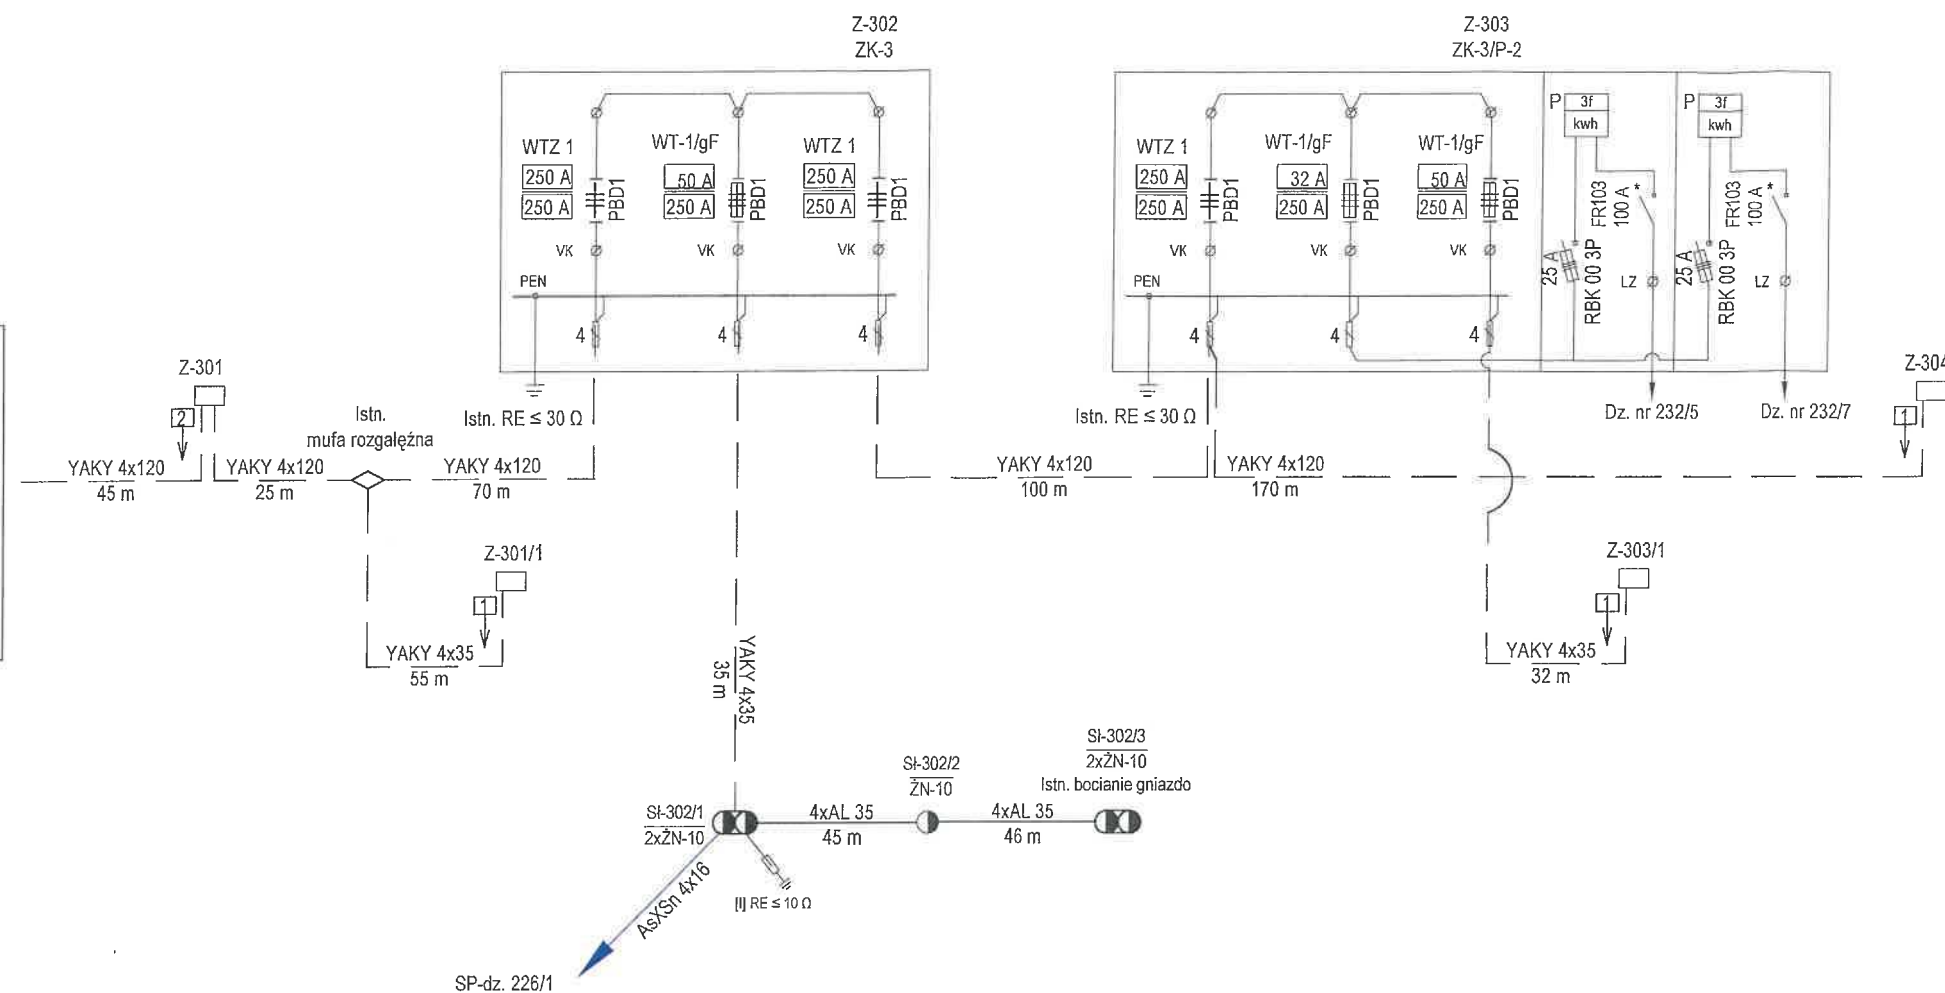 Z-302
ZK-3
WTZ 1
250 A
250 A
PBD1
VK
WT-1/gF
50 A
250 A
PBD1
VK
WTZ 1
250 A
250 A
PBD1
VK
PEN
4
4
4
Istn. RE ≤ 30 Ω
Z-303
ZK-3/P-2
WTZ 1
250 A
250 A
PBD1
VK
WT-1/gF
32 A
250 A
PBD1
VK
WT-1/gF
50 A
250 A
PBD1
VK
PEN
4
4
4
Istn. RE ≤ 30 Ω
P
3f
kwh
FR103
100 A *
25 A
RBK 00 3P
LZ
P
3f
kwh
FR103
100 A *
25 A
RBK 00 3P
LZ
Dz. nr 232/5
Dz. nr 232/7
Z-301
2
Istn.
mufa rozgałęźna
YAKY 4x120
45 m
YAKY 4x120
25 m
YAKY 4x120
70 m
YAKY 4x120
100 m
YAKY 4x120
170 m
Z-304
1
Z-301/1
1
YAKY 4x35
55 m
YAKY 4x35
35 m
Z-303/1
1
YAKY 4x35
32 m
Sł-302/1
2xŻN-10
4xAL 35
45 m
Sł-302/2
ŻN-10
4xAL 35
46 m
Sł-302/3
2xŻN-10
Istn. bocianie gniazdo
[I] RE ≤ 10 Ω
AsXSn 4x16
SP-dz. 226/1